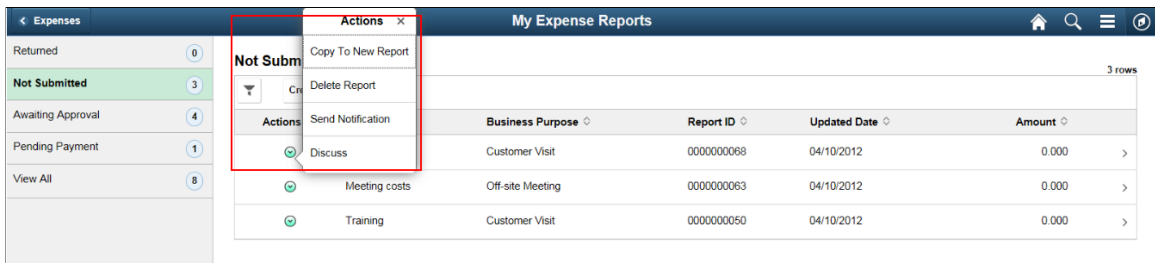 Expenses Actions × My Expense Reports
Returned 0
Not Submitted 3
Awaiting Approval 4
Pending Payment 1
View All 8
Copy To New Report
Delete Report
Send Notification
Discuss
Not Subm
3 rows
Cre
Actions Business Purpose Report ID Updated Date Amount
Customer Visit 0000000068 04/10/2012 0.000
Meeting costs Off-site Meeting 0000000063 04/10/2012 0.000
Training Customer Visit 0000000050 04/10/2012 0.000